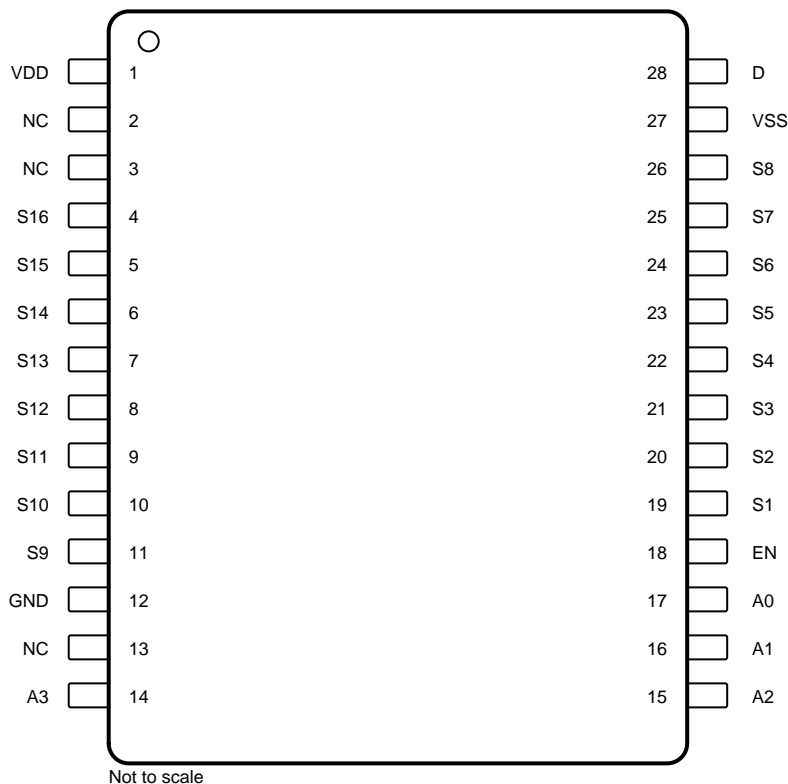 VDD 1 28 D
NC 2 27 VSS
NC 3 26 S8
S16 4 25 S7
S15 5 24 S6
S14 6 23 S5
S13 7 22 S4
S12 8 21 S3
S11 9 20 S2
S10 10 19 S1
S9 11 18 EN
GND 12 17 A0
NC 13 16 A1
A3 14 15 A2
Not to scale